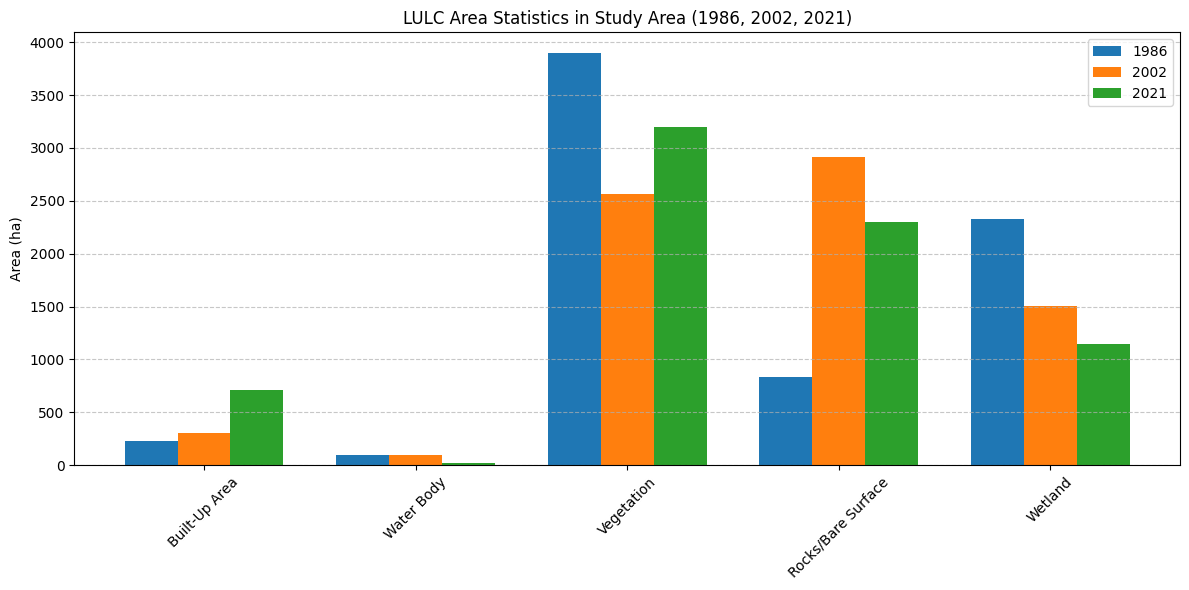 LULC Area Statistics in Study Area (1986, 2002, 2021)
1986
2002
2021
Area (ha)
4000
3500
3000
2500
2000
1500
1000
500
0
Built-Up Area
Water Body
Vegetation
Rocks/Bare Surface
Wetland